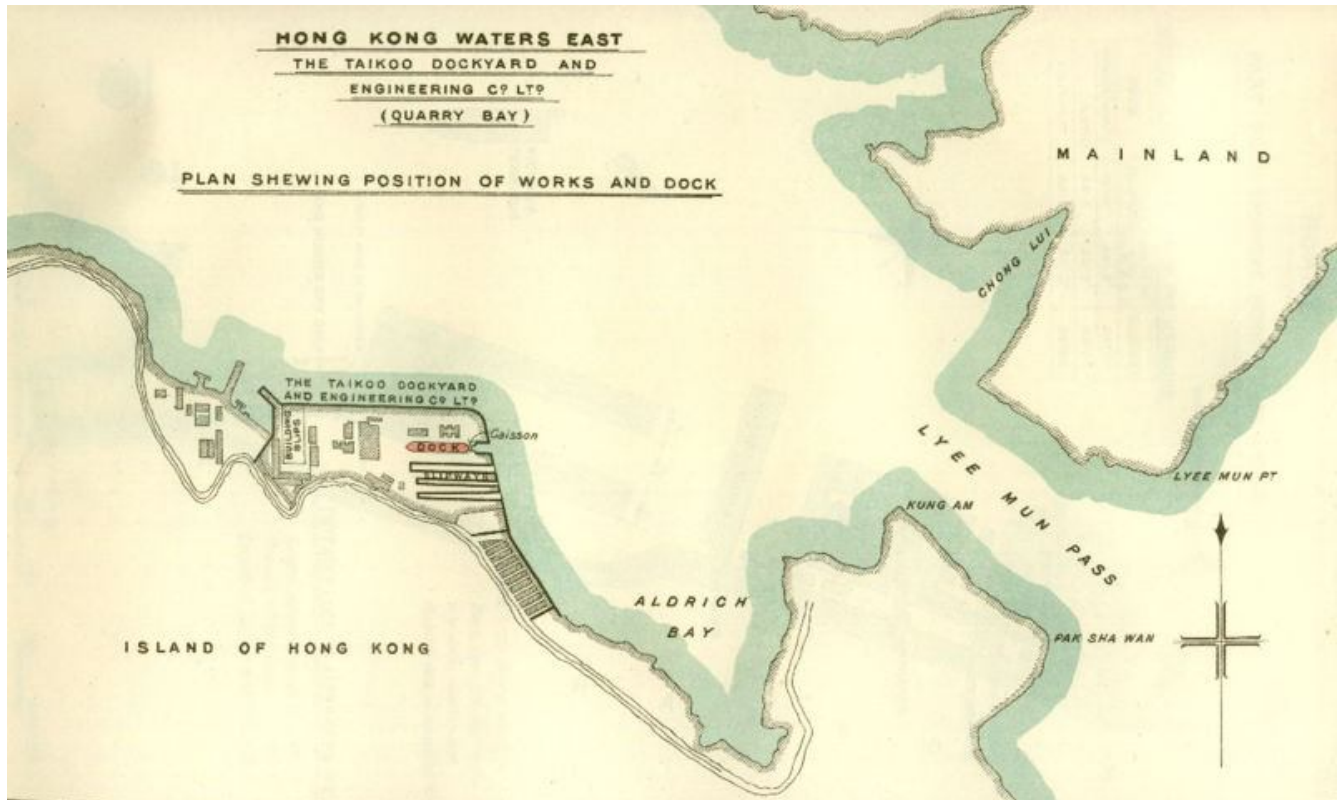 HONG KONG WATERS EAST
THE TAIKOO DOCKYARD AND
ENGINEERING Cº LTº
(QUARRY BAY)
PLAN SHEWING POSITION OF WORKS AND DOCK
MAINLAND
CHONG LUI
THE TAIKOO DOCKYARD
AND ENGINEERING Cº LTº
BUILDING
SLIPS
Caisson
DOCK
SLIPWAYS
LYEE MUN PASS
LYEE MUN PT
KUNG AM
ALDRICH
BAY
PAK SHA WAN
ISLAND OF HONG KONG